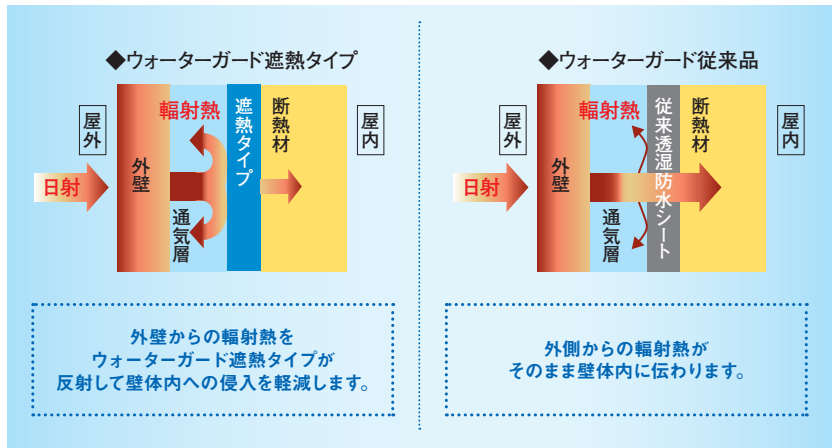 ◆ウォーターガード遮熱タイプ
屋外
日射
外壁
輻射熱
通気層
遮熱タイプ
断熱材
屋内
外壁からの輻射熱を
ウォーターガード遮熱タイプが
反射して壁体内への侵入を軽減します。
◆ウォーターガード従来品
屋外
日射
外壁
輻射熱
通気層
従来透湿防水シート
断熱材
屋内
外側からの輻射熱が
そのまま壁体内に伝わります。